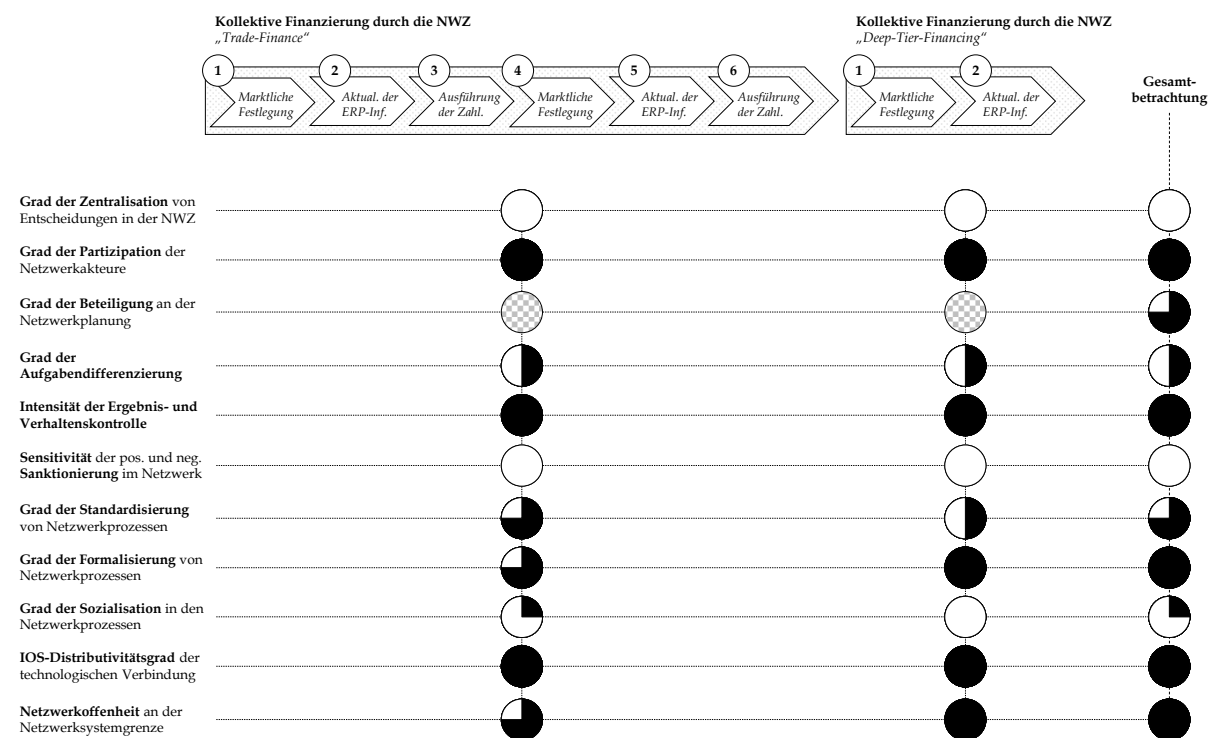 Kollektive Finanzierung durch die NWZ
„Trade-Finance“
Kollektive Finanzierung durch die NWZ
„Deep-Tier-Financing“
1
2
3
4
5
6
1
2
Marktliche
Festlegung
Aktual. der
ERP-Inf.
Ausführung
der Zahl.
Marktliche
Festlegung
Aktual. der
ERP-Inf.
Ausführung
der Zahl.
Marktliche
Festlegung
Aktual. der
ERP-Inf.
Gesamt-
betrachtung
Grad der Zentralisation von
Entscheidungen in der NWZ
Grad der Partizipation der
Netzwerkakteure
Grad der Beteiligung an der
Netzwerkplanung
Grad der
Aufgabendifferenzierung
Intensität der Ergebnis- und
Verhaltenskontrolle
Sensitivität der pos. und neg.
Sanktionierung im Netzwerk
Grad der Standardisierung
von Netzwerkprozessen
Grad der Formalisierung von
Netzwerkprozessen
Grad der Sozialisation in den
Netzwerkprozessen
IOS-Distributivitätsgrad der
technologischen Verbindung
Netzwerkoffenheit an der
Netzwerksystemgrenze